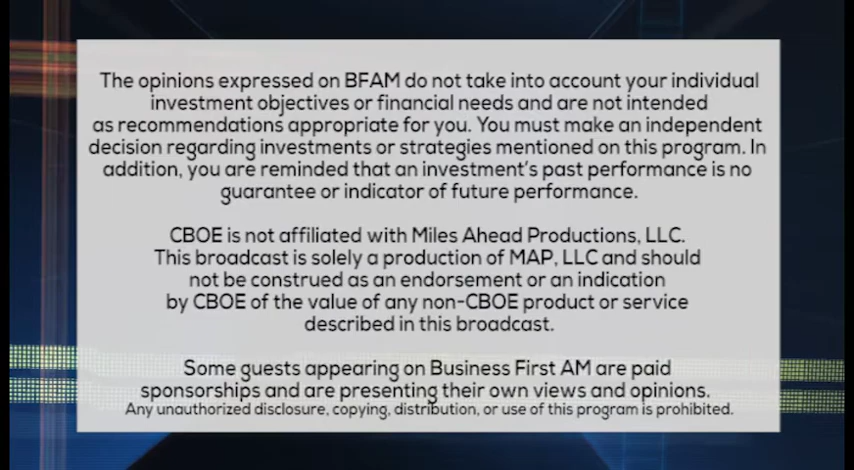 The opinions expressed on BFAM do not take into account your individual
investment objectives or financial needs and are not intended
as recommendations appropriate for you. You must make an independent
decision regarding investments or strategies mentioned on this program. In
addition, you are reminded that an investment's past performance is no
guarantee or indicator of future performance.
CBOE is not affiliated with Miles Ahead Productions, LLC.
This broadcast is solely a production of MAP, LLC and should
not be construed as an endorsement or an indication
by CBOE of the value of any non-CBOE product or service
described in this broadcast.
Some guests appearing on Business First AM are paid
sponsorships and are presenting their own views and opinions.
Any unauthorized disclosure, copying, distribution, or use of this program is prohibited.